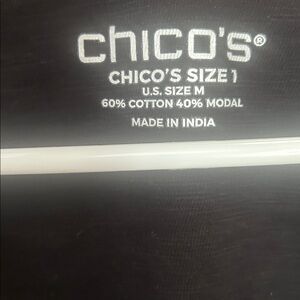 chico's®
CHICO'S SIZE 1
U.S. SIZE M
60% COTTON 40% MODAL
MADE IN INDIA